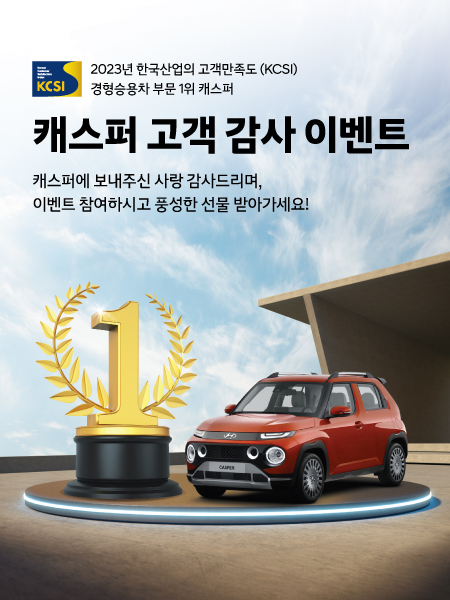 KCSI
2023년 한국산업의 고객만족도 (KCSI)
경형승용차 부문 1위 캐스퍼
캐스퍼 고객 감사 이벤트
캐스퍼에 보내주신 사랑 감사드리며,
이벤트 참여하시고 풍성한 선물 받아가세요!
1
CASPER